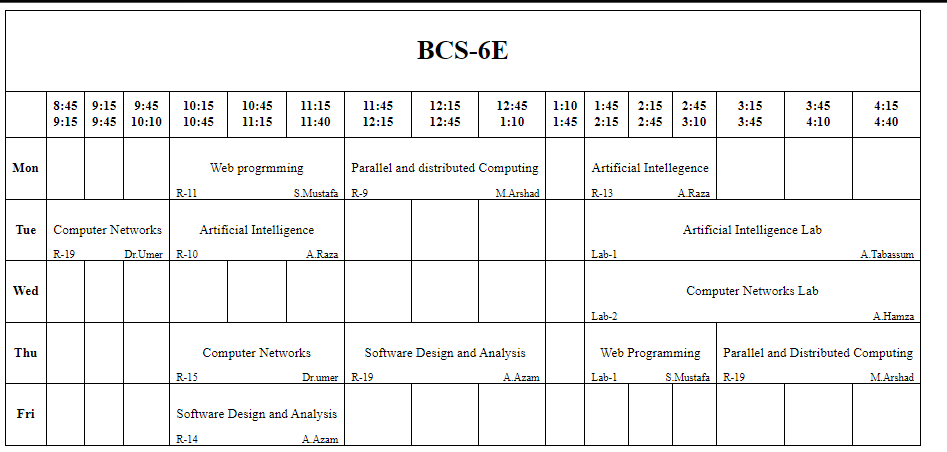 BCS-6E
8:45 9:15 9:45 10:15 10:45 11:15 11:45 12:15 12:45 1:10 1:45 2:15 2:45 3:15 3:45 4:15
9:15 9:45 10:10 10:45 11:15 11:40 12:15 12:45 1:10 1:45 2:15 2:45 3:10 3:45 4:10 4:40
Mon Web progrmming Parallel and distributed Computing Artificial Intellegence
R-11 S.Mustafa R-9 M.Arshad R-13 A.Raza
Tue Computer Networks Artificial Intelligence Artificial Intelligence Lab
R-19 Dr.Umer R-10 A.Raza Lab-1 A.Tabassum
Wed Computer Networks Lab
Lab-2 A.Hamza
Thu Computer Networks Software Design and Analysis Web Programming Parallel and Distributed Computing
R-15 Dr.umer R-19 A.Azam Lab-1 S.Mustafa R-19 M.Arshad
Fri Software Design and Analysis
R-14 A.Azam